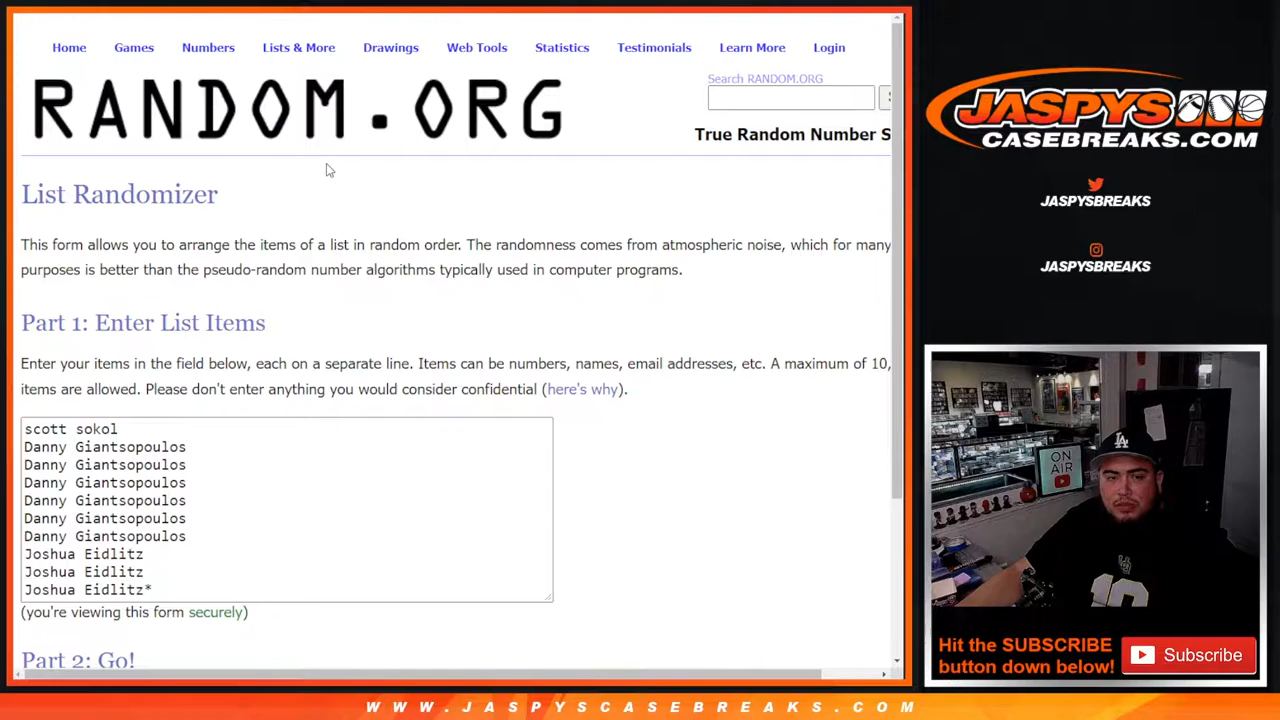 Home Games Numbers Lists & More Drawings Web Tools Statistics Testimonials Learn More Login
RANDOM.ORG
Search RANDOM.ORG
True Random Number S
List Randomizer
This form allows you to arrange the items of a list in random order. The randomness comes from atmospheric noise, which for many
purposes is better than the pseudo-random number algorithms typically used in computer programs.
Part 1: Enter List Items
Enter your items in the field below, each on a separate line. Items can be numbers, names, email addresses, etc. A maximum of 10,
items are allowed. Please don't enter anything you would consider confidential (here's why).
scott sokol
Danny Giantsopoulos
Danny Giantsopoulos
Danny Giantsopoulos
Danny Giantsopoulos
Danny Giantsopoulos
Danny Giantsopoulos
Joshua Eidlitz
Joshua Eidlitz
Joshua Eidlitz*
(you're viewing this form securely)
Part 2: Go!
JASPYS
CASEBREAKS.COM
JASPYSBREAKS
JASPYSBREAKS
ON
AIR
LA
10
Hit the SUBSCRIBE
button down below!
Subscribe
WWW.JASPYSCASEBREAKS.COM